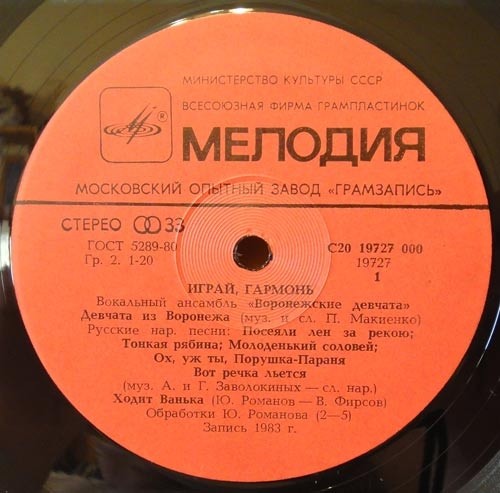 МИНИСТЕРСТВО КУЛЬТУРЫ СССР
ВСЕСОЮЗНАЯ ФИРМА ГРАМПЛАСТИНОК
®
МЕЛОДИЯ
МОСКОВСКИЙ ОПЫТНЫЙ ЗАВОД «ГРАМЗАПИСЬ»
СТЕРЕО 33
ГОСТ 5289-80
Гр. 2. 1-20
С20 19727 000
19727
1
ИГРАЙ, ГАРМОНЬ
Вокальный ансамбль «Воронежские девчата»
Девчата из Воронежа (муз. и сл. П. Макиенко)
Русские нар. песни: Посеяли лен за рекою;
Тонкая рябина; Молоденький соловей;
Ох, уж ты, Порушка-Параня
Вот речка льется
(муз. А. и Г. Заволокиных — сл. нар.)
Ходит Ванька (Ю. Романов — В. Фирсов)
Обработки Ю. Романова (2—5)
Запись 1983 г.